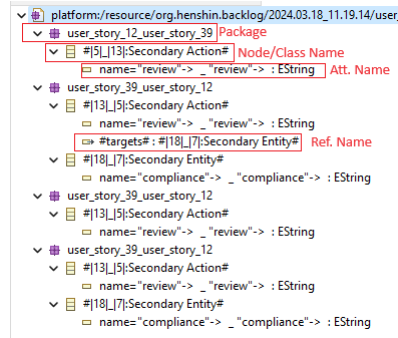 platform:/resource/org.henshin.backlog/2024.03.18_11.19.14/user_
user_story_12_user_story_39 Package
#|5|_|13|:Secondary Action# Node/Class Name
name="review"-> _ "review"-> : EString Att. Name
user_story_39_user_story_12
#|13|_|5|:Secondary Action#
name="review"-> _ "review"-> : EString
#targets# : #|18|_|7|:Secondary Entity# Ref. Name
#|18|_|7|:Secondary Entity#
name="compliance"-> _ "compliance"-> : EString
user_story_39_user_story_12
#|13|_|5|:Secondary Action#
name="review"-> _ "review"-> : EString
user_story_39_user_story_12
#|13|_|5|:Secondary Action#
name="review"-> _ "review"-> : EString
#|18|_|7|:Secondary Entity#
name="compliance"-> _ "compliance"-> : EString